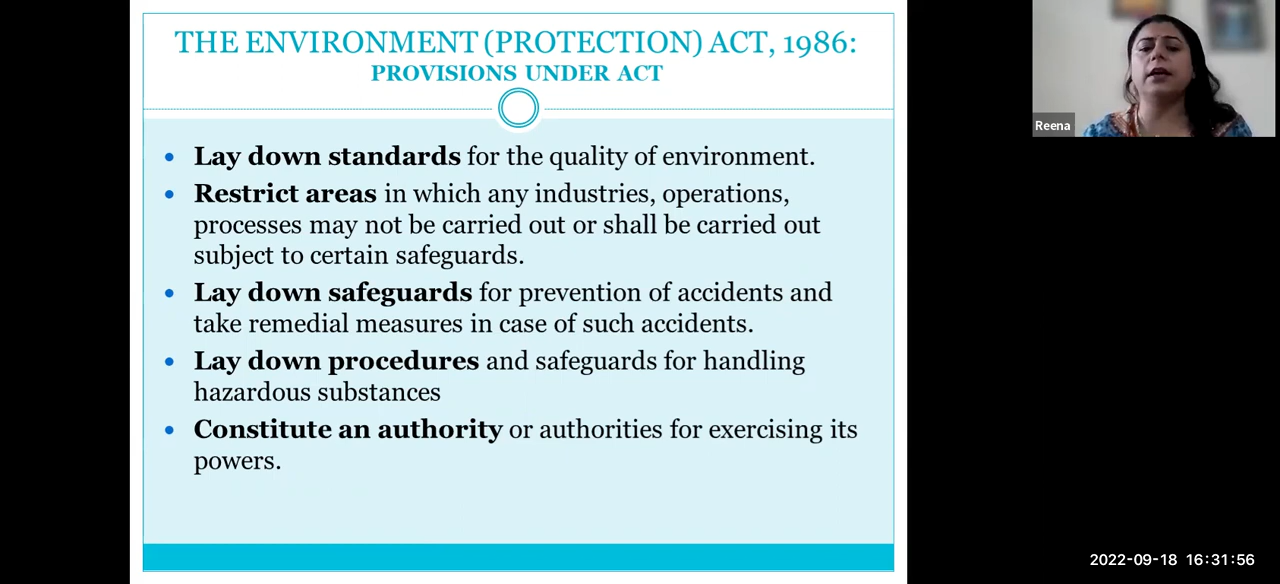 THE ENVIRONMENT (PROTECTION) ACT, 1986:
PROVISIONS UNDER ACT
• Lay down standards for the quality of environment.
• Restrict areas in which any industries, operations,
processes may not be carried out or shall be carried out
subject to certain safeguards.
• Lay down safeguards for prevention of accidents and
take remedial measures in case of such accidents.
• Lay down procedures and safeguards for handling
hazardous substances
• Constitute an authority or authorities for exercising its
powers.
Reena
2022-09-18 16:31:56